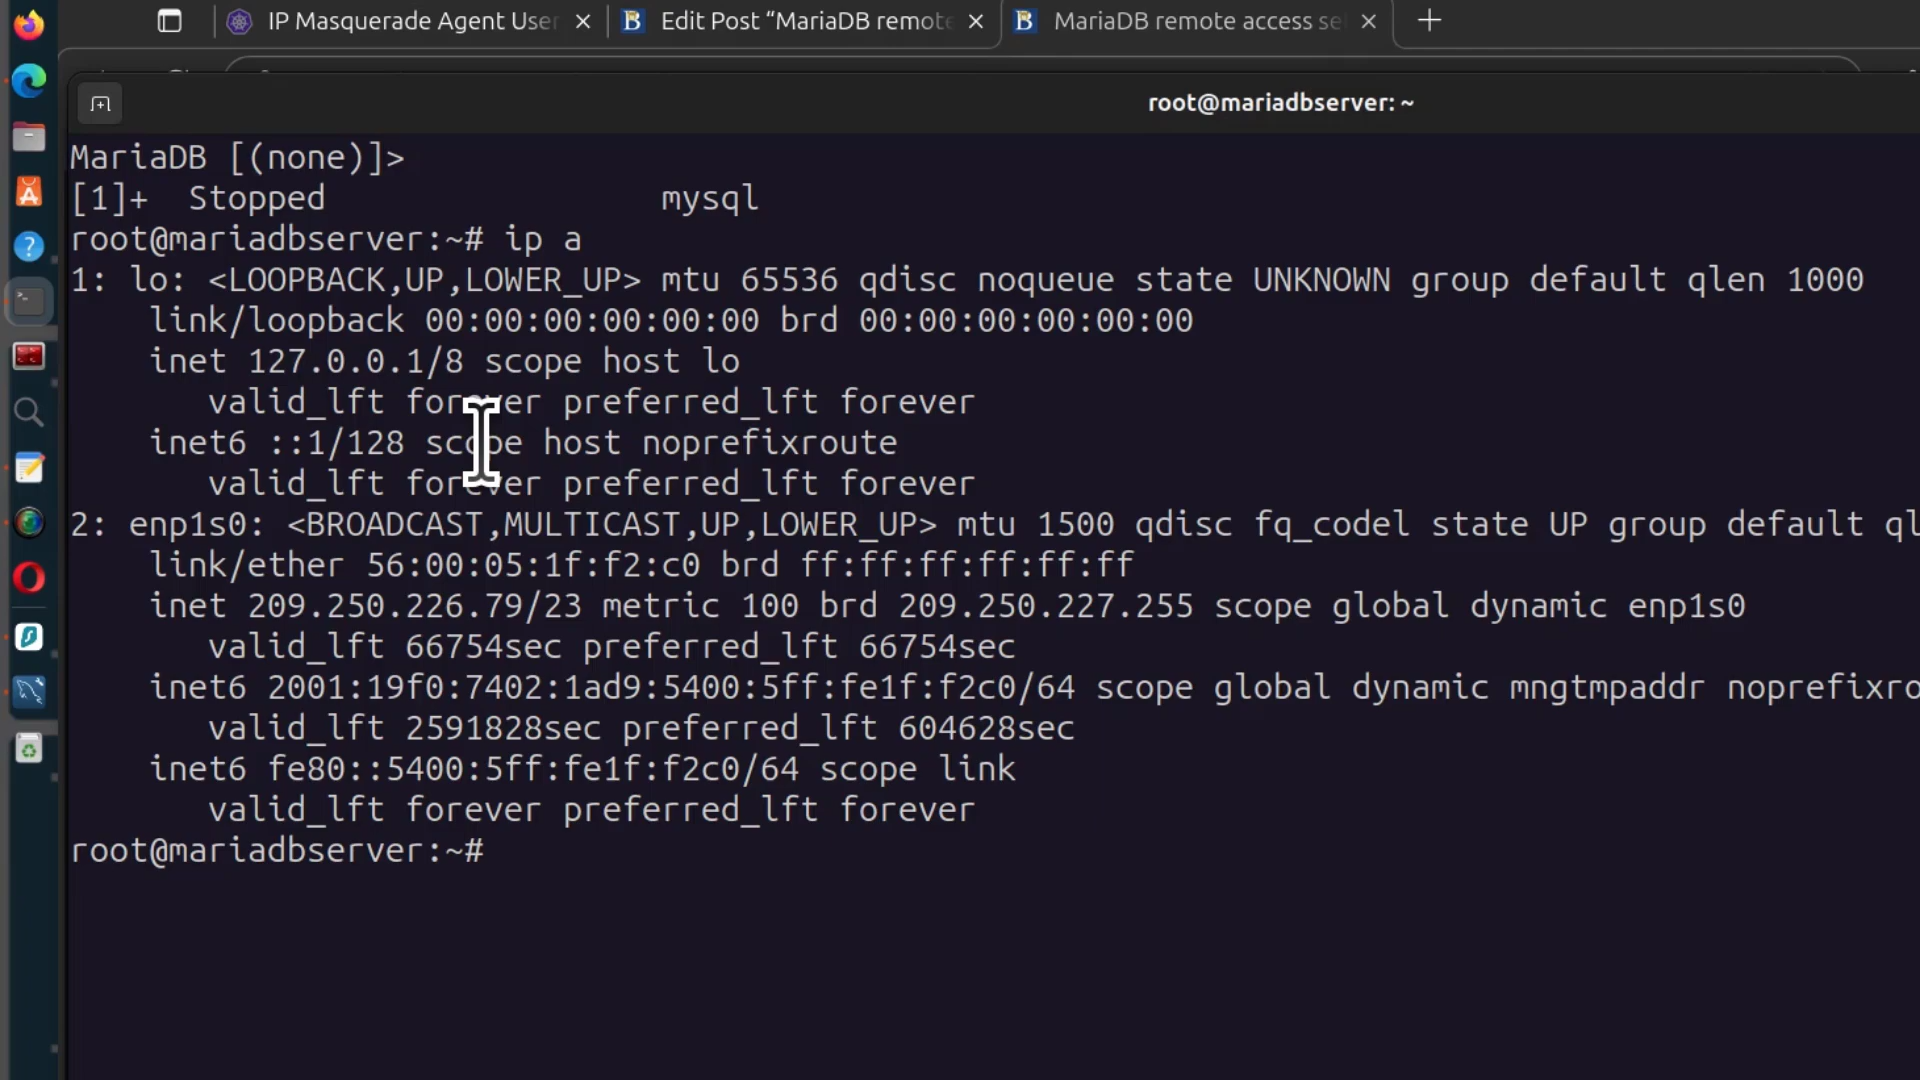 IP Masquerade Agent User
Edit Post “MariaDB remote
MariaDB remote access se
root@mariadbserver: ~
MariaDB [(none)]>
[1]+  Stopped                 mysql
root@mariadbserver:~# ip a
1: lo: <LOOPBACK,UP,LOWER_UP> mtu 65536 qdisc noqueue state UNKNOWN group default qlen 1000
    link/loopback 00:00:00:00:00:00 brd 00:00:00:00:00:00
    inet 127.0.0.1/8 scope host lo
       valid_lft forever preferred_lft forever
    inet6 ::1/128 scope host noprefixroute
       valid_lft forever preferred_lft forever
2: enp1s0: <BROADCAST,MULTICAST,UP,LOWER_UP> mtu 1500 qdisc fq_codel state UP group default ql
    link/ether 56:00:05:1f:f2:c0 brd ff:ff:ff:ff:ff:ff
    inet 209.250.226.79/23 metric 100 brd 209.250.227.255 scope global dynamic enp1s0
       valid_lft 66754sec preferred_lft 66754sec
    inet6 2001:19f0:7402:1ad9:5400:5ff:fe1f:f2c0/64 scope global dynamic mngtmpaddr noprefixro
       valid_lft 2591828sec preferred_lft 604628sec
    inet6 fe80::5400:5ff:fe1f:f2c0/64 scope link
       valid_lft forever preferred_lft forever
root@mariadbserver:~#